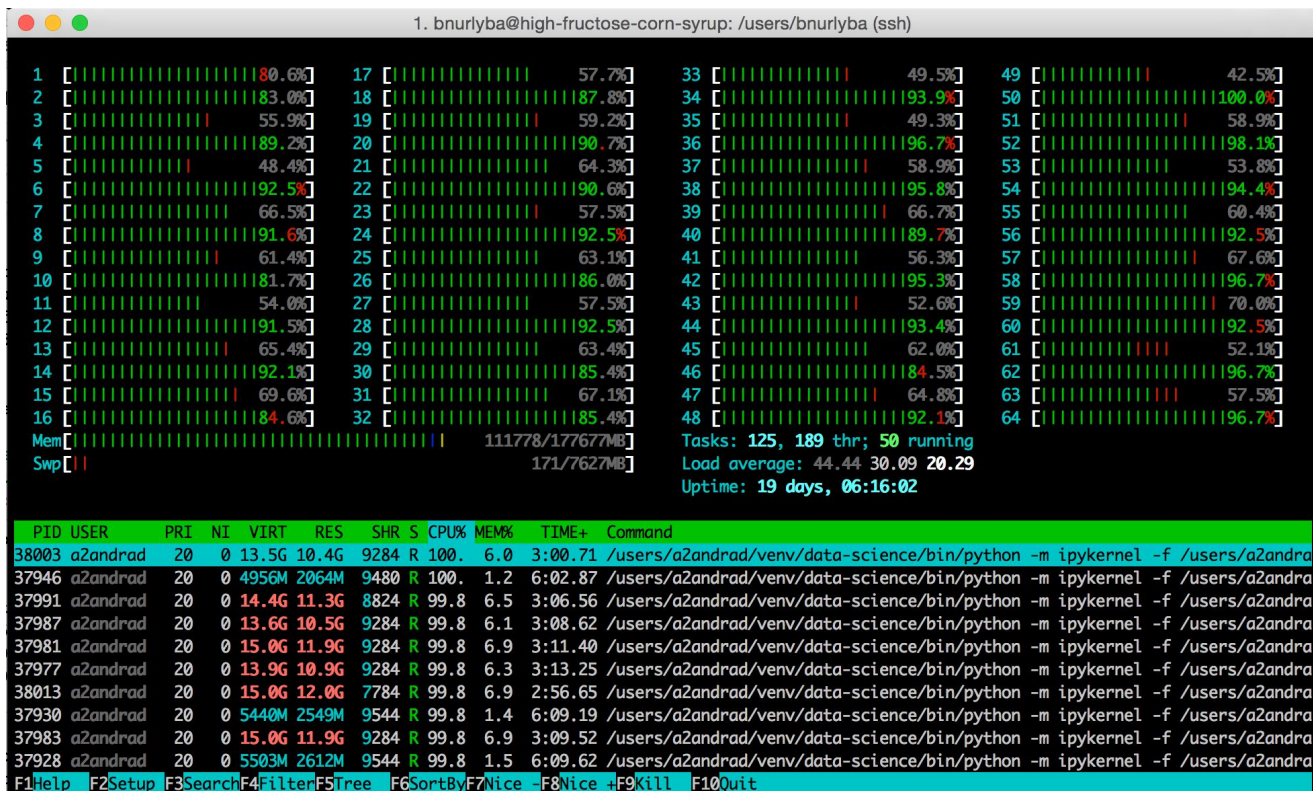 1. bnurlyba@high-fructose-corn-syrup: /users/bnurlyba (ssh)
1 [80.6%] 17 [57.7%] 33 [49.5%] 49 [42.5%]
2 [83.0%] 18 [87.8%] 34 [93.9%] 50 [100.0%]
3 [55.9%] 19 [59.2%] 35 [49.3%] 51 [58.9%]
4 [89.2%] 20 [90.7%] 36 [96.7%] 52 [98.1%]
5 [48.4%] 21 [64.3%] 37 [58.9%] 53 [53.8%]
6 [92.5%] 22 [90.6%] 38 [95.8%] 54 [94.4%]
7 [66.5%] 23 [57.5%] 39 [66.7%] 55 [60.4%]
8 [91.6%] 24 [92.5%] 40 [89.7%] 56 [92.5%]
9 [61.4%] 25 [63.1%] 41 [56.3%] 57 [67.6%]
10 [81.7%] 26 [86.0%] 42 [95.3%] 58 [96.7%]
11 [54.0%] 27 [57.5%] 43 [52.6%] 59 [70.0%]
12 [91.5%] 28 [92.5%] 44 [93.4%] 60 [92.5%]
13 [65.4%] 29 [63.4%] 45 [62.0%] 61 [52.1%]
14 [92.1%] 30 [85.4%] 46 [84.5%] 62 [96.7%]
15 [69.6%] 31 [67.1%] 47 [64.8%] 63 [57.5%]
16 [84.6%] 32 [85.4%] 48 [92.1%] 64 [96.7%]
Mem[111778/177677MB] Tasks: 125, 189 thr; 50 running
Swp[171/7627MB] Load average: 44.44 30.09 20.29
Uptime: 19 days, 06:16:02
PID USER PRI NI VIRT RES SHR S CPU% MEM% TIME+ Command
38003 a2andrad 20 0 13.5G 10.4G 9284 R 100. 6.0 3:00.71 /users/a2andrad/venv/data-science/bin/python -m ipykernel -f /users/a2andra
37946 a2andrad 20 0 4956M 2064M 9480 R 100. 1.2 6:02.87 /users/a2andrad/venv/data-science/bin/python -m ipykernel -f /users/a2andra
37991 a2andrad 20 0 14.4G 11.3G 8824 R 99.8 6.5 3:06.56 /users/a2andrad/venv/data-science/bin/python -m ipykernel -f /users/a2andra
37987 a2andrad 20 0 13.6G 10.5G 9284 R 99.8 6.1 3:08.62 /users/a2andrad/venv/data-science/bin/python -m ipykernel -f /users/a2andra
37981 a2andrad 20 0 15.0G 11.9G 9284 R 99.8 6.9 3:11.40 /users/a2andrad/venv/data-science/bin/python -m ipykernel -f /users/a2andra
37977 a2andrad 20 0 13.9G 10.9G 9284 R 99.8 6.3 3:13.25 /users/a2andrad/venv/data-science/bin/python -m ipykernel -f /users/a2andra
38013 a2andrad 20 0 15.0G 12.0G 7784 R 99.8 6.9 2:56.65 /users/a2andrad/venv/data-science/bin/python -m ipykernel -f /users/a2andra
37930 a2andrad 20 0 5440M 2549M 9544 R 99.8 1.4 6:09.19 /users/a2andrad/venv/data-science/bin/python -m ipykernel -f /users/a2andra
37983 a2andrad 20 0 15.0G 11.9G 9284 R 99.8 6.9 3:09.52 /users/a2andrad/venv/data-science/bin/python -m ipykernel -f /users/a2andra
37928 a2andrad 20 0 5503M 2612M 9544 R 99.8 1.5 6:09.62 /users/a2andrad/venv/data-science/bin/python -m ipykernel -f /users/a2andra
F1Help F2Setup F3SearchF4FilterF5Tree F6SortByF7Nice -F8Nice +F9Kill F10Quit